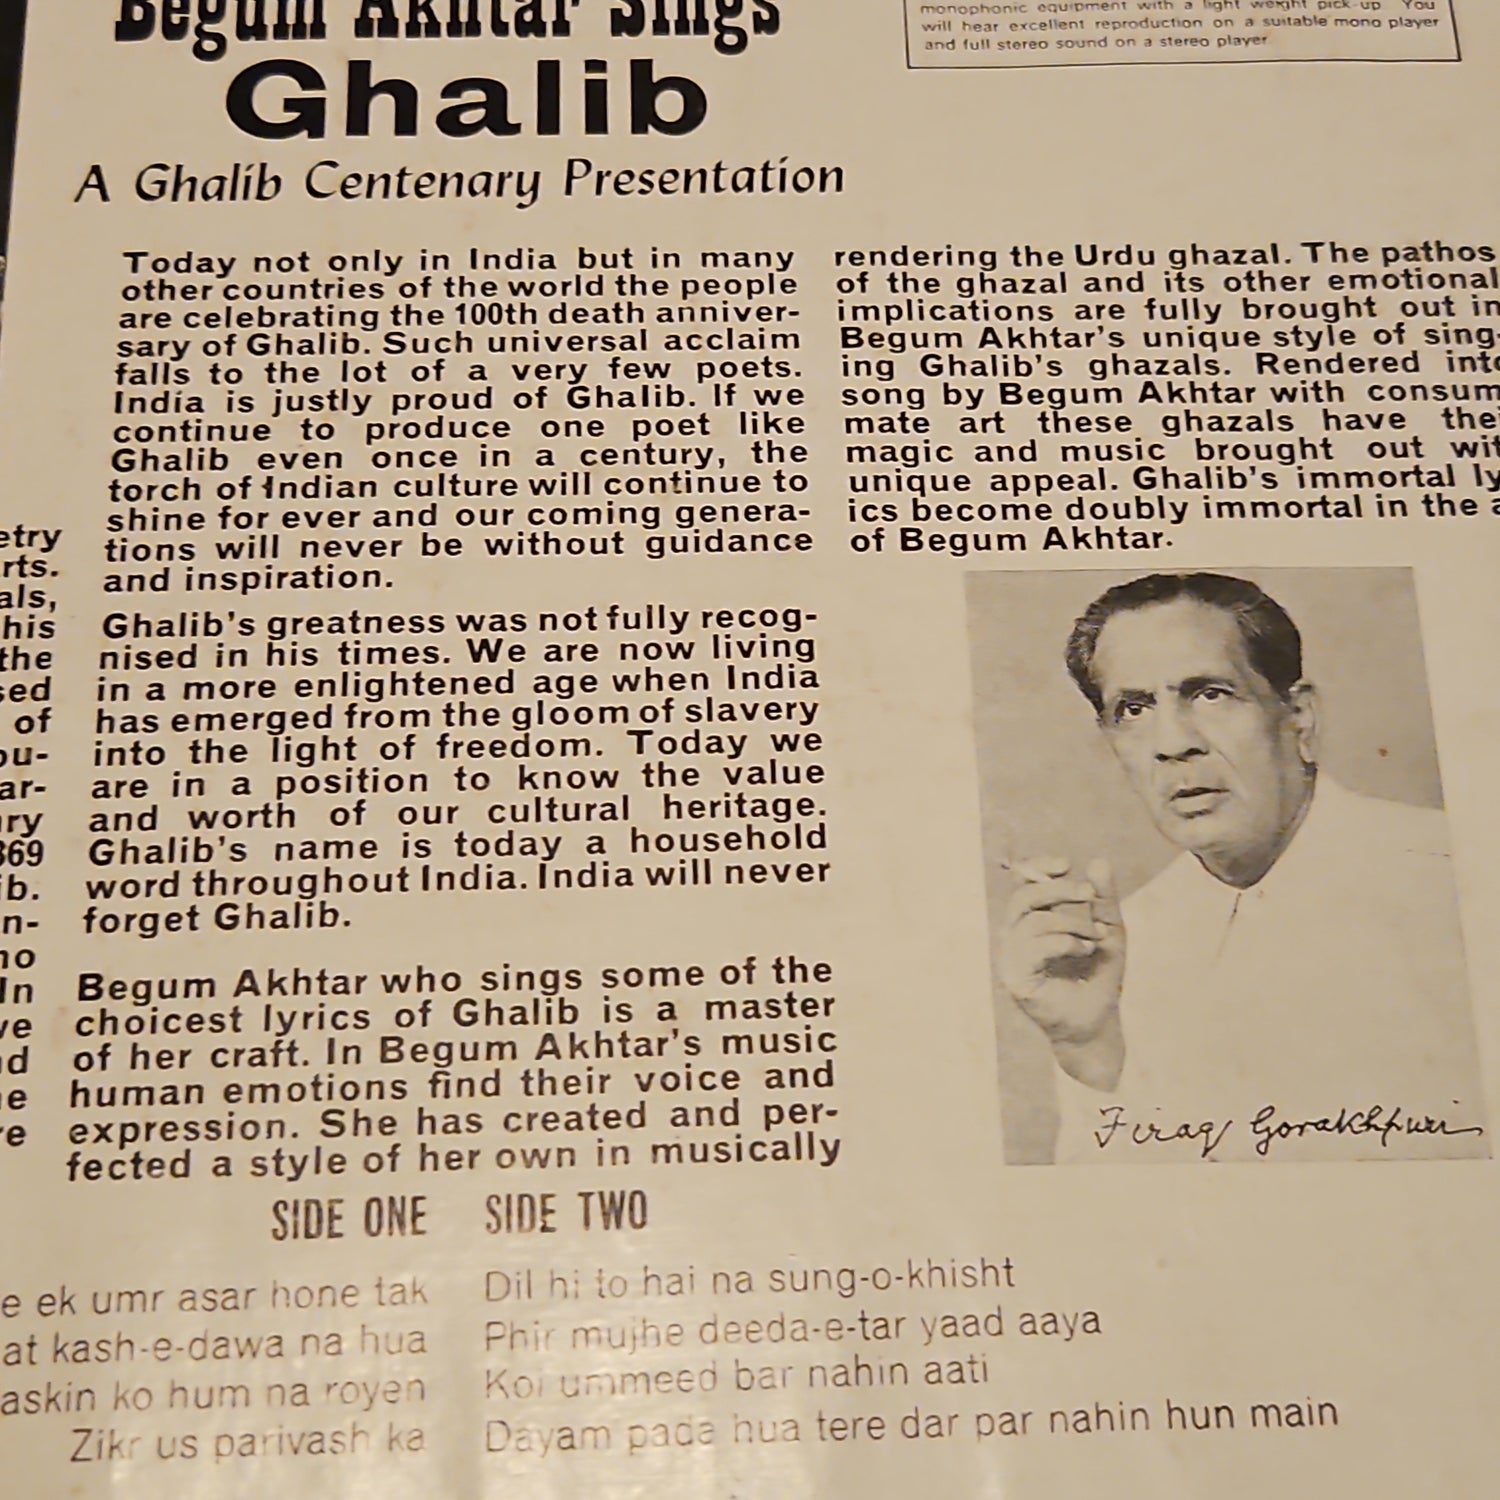 Begum Akhtar Sings
Ghalib
A Ghalib Centenary Presentation
monophonic equipment with a light weight pick-up You
will hear excellent reproduction on a suitable mono player
and full stereo sound on a stereo player
etry
rts.
als,
his
the
sed
of
ou-
ar-
ry
369
ib.
n-
no
In
ve
d
e
e
Today not only in India but in many
other countries of the world the people
are celebrating the 100th death anniver-
sary of Ghalib. Such universal acclaim
falls to the lot of a very few poets.
India is justly proud of Ghalib. If we
continue to produce one poet like
Ghalib even once in a century, the
torch of Indian culture will continue to
shine for ever and our coming genera-
tions will never be without guidance
and inspiration.
Ghalib's greatness was not fully recog-
nised in his times. We are now living
in a more enlightened age when India
has emerged from the gloom of slavery
into the light of freedom. Today we
are in a position to know the value
and worth of our cultural heritage.
Ghalib's name is today a household
word throughout India. India will never
forget Ghalib.
Begum Akhtar who sings some of the
choicest lyrics of Ghalib is a master
of her craft. In Begum Akhtar's music
human emotions find their voice and
expression. She has created and per-
fected a style of her own in musically
rendering the Urdu ghazal. The pathos
of the ghazal and its other emotional
implications are fully brought out in
Begum Akhtar's unique style of sing-
ing Ghalib's ghazals. Rendered into
song by Begum Akhtar with consum
mate art these ghazals have thei
magic and music brought out wit
unique appeal. Ghalib's immortal ly
ics become doubly immortal in the a
of Begum Akhtar.
Firaq Gorakhpuri
SIDE ONE
e ek umr asar hone tak
at kash-e-dawa na hua
askin ko hum na royen
Zikr us parivash ka
SIDE TWO
Dil hi to hai na sung-o-khisht
Phir mujhe deeda-e-tar yaad aaya
Koi ummeed bar nahin aati
Dayam pada hua tere dar par nahin hun main